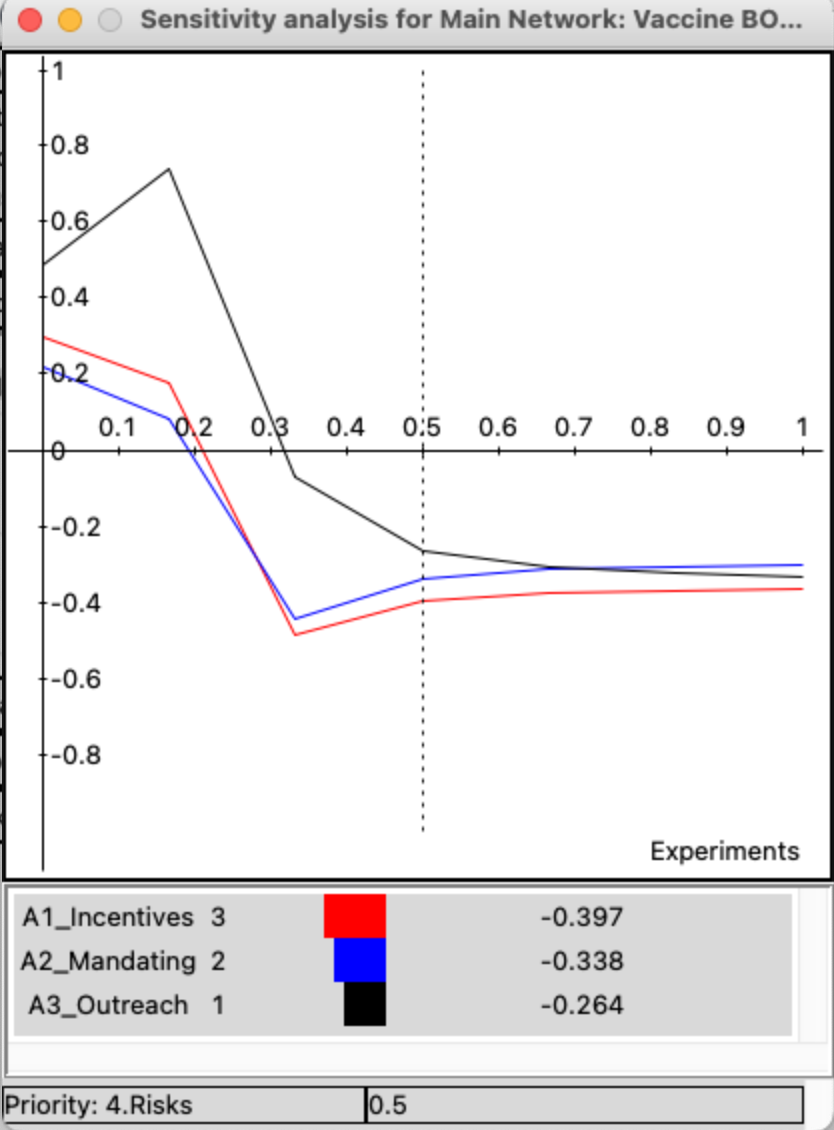 Sensitivity analysis for Main Network: Vaccine BO...
1
0.8
0.6
0.4
0.2
0.1 0.2 0.3 0.4 0.5 0.6 0.7 0.8 0.9 1
0
-0.2
-0.4
-0.6
-0.8
Experiments
A1_Incentives 3 -0.397
A2_Mandating 2 -0.338
A3_Outreach 1 -0.264
Priority: 4.Risks 0.5